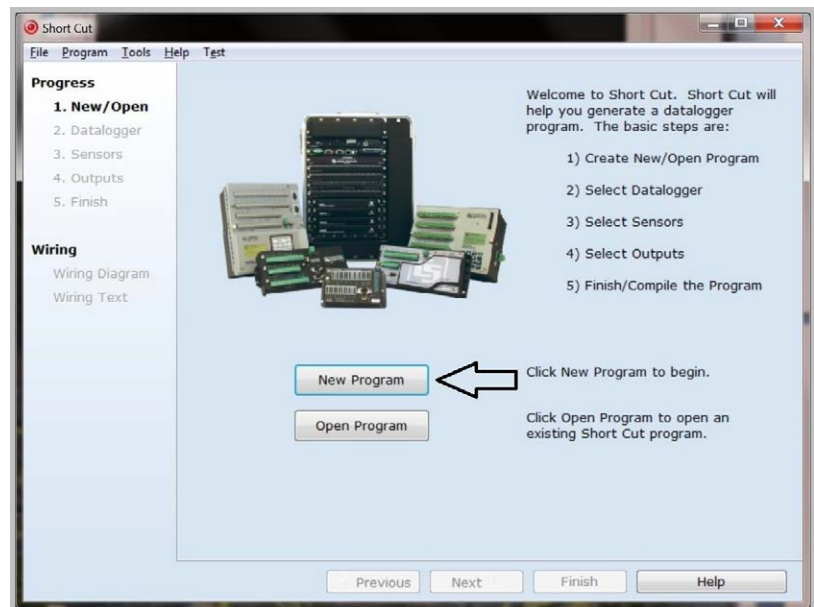 Short Cut
File Program Tools Help Test
Progress
1. New/Open
2. Datalogger
3. Sensors
4. Outputs
5. Finish
Wiring
Wiring Diagram
Wiring Text
Welcome to Short Cut. Short Cut will
help you generate a datalogger
program. The basic steps are:
1) Create New/Open Program
2) Select Datalogger
3) Select Sensors
4) Select Outputs
5) Finish/Compile the Program
New Program
Click New Program to begin.
Open Program
Click Open Program to open an
existing Short Cut program.
Previous Next Finish Help